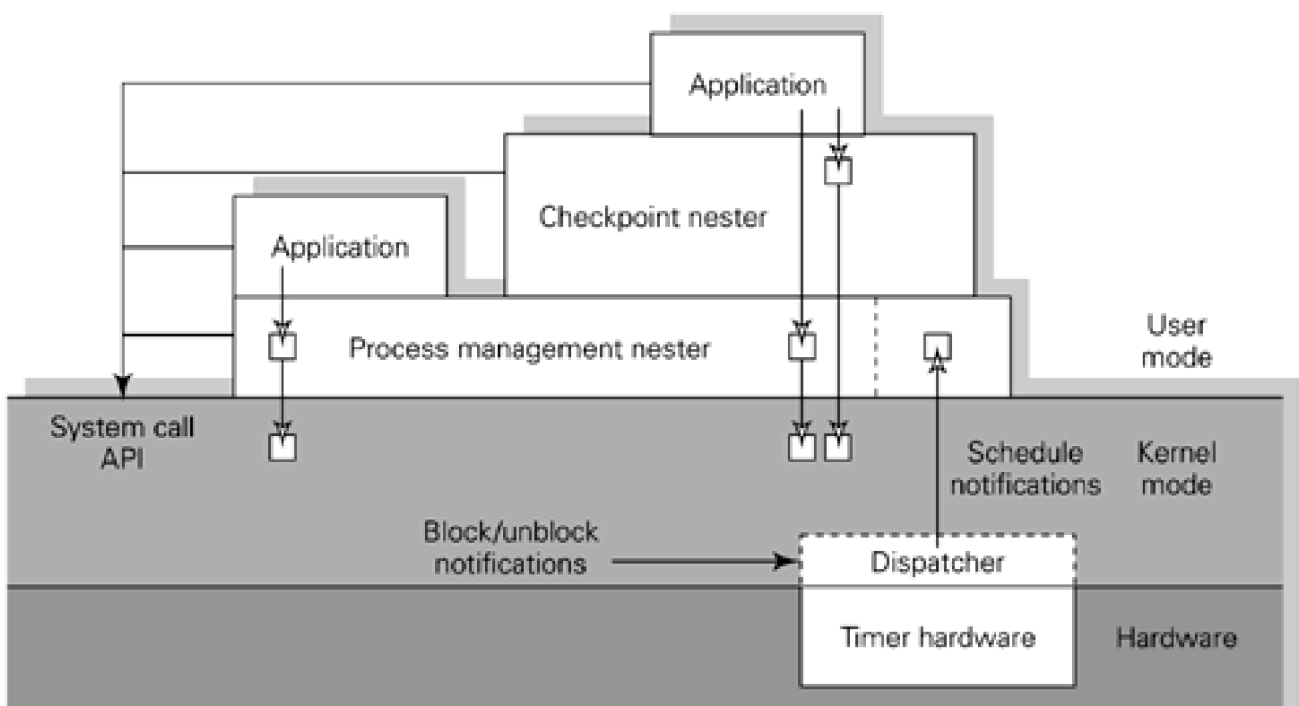 Application
Checkpoint nester
Application
Process management nester
User
mode
System call
API
Schedule
notifications
Kernel
mode
Block/unblock
notifications
Dispatcher
Timer hardware
Hardware